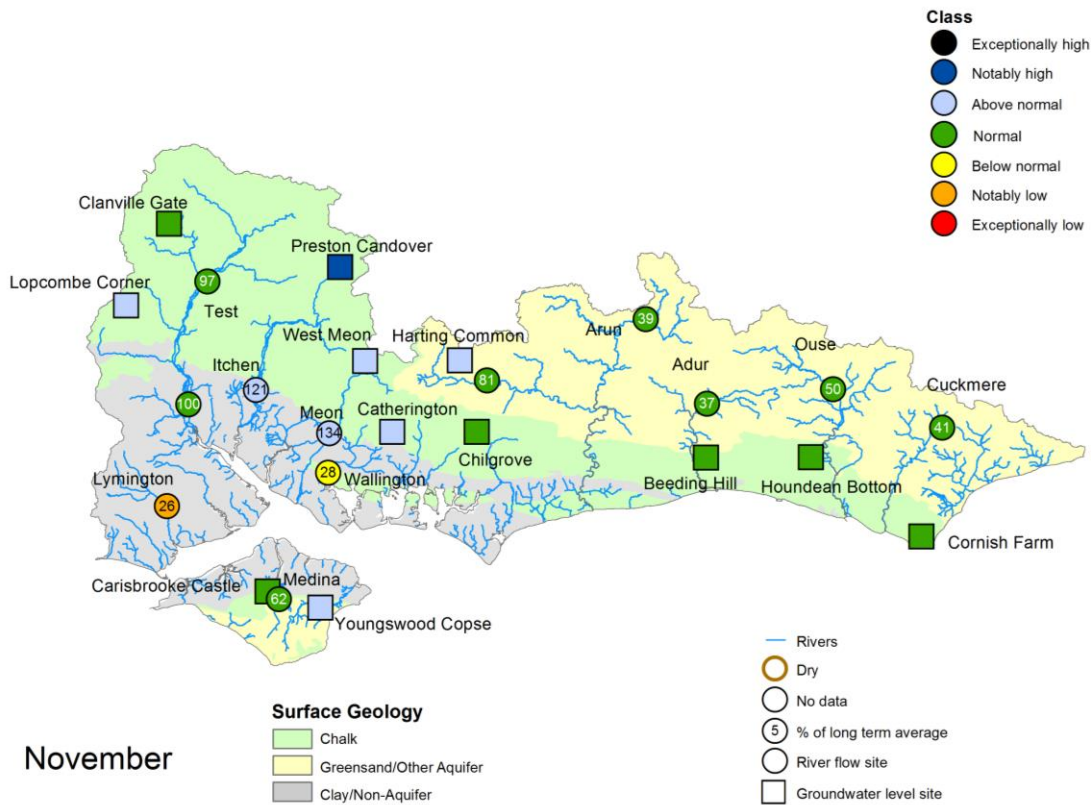 Class
Exceptionally high
Notably high
Above normal
Normal
Below normal
Notably low
Exceptionally low
Clanville Gate
Preston Candover
Lopcombe Corner
97
Test
39
Arun
West Meon
Harting Common
Itchen
Adur
Ouse
121
81
50
Cuckmere
100
Meon
Catherington
37
134
41
Chilgrove
28
Wallington
Lymington
Beeding Hill
Houndean Bottom
26
Cornish Farm
Carisbrooke Castle
Medina
62
Youngswood Copse
Rivers
Dry
No data
5
% of long term average
River flow site
Groundwater level site
Surface Geology
Chalk
Greensand/Other Aquifer
Clay/Non-Aquifer
November